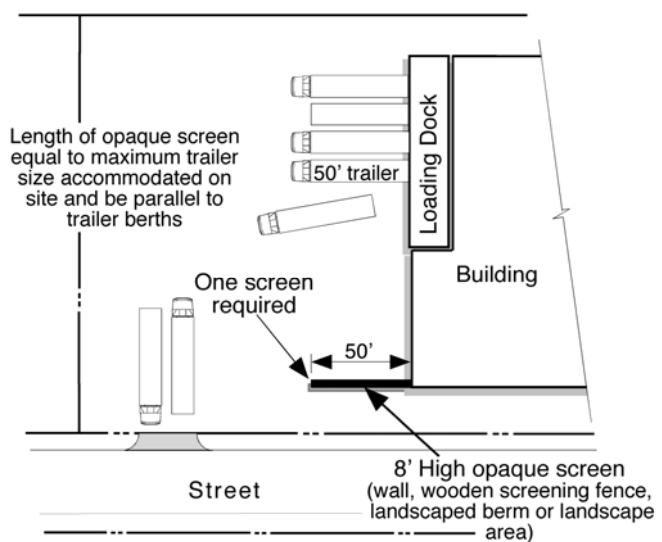 Length of opaque screen
equal to maximum trailer
size accommodated on
site and be parallel to
trailer berths
50' trailer
Loading Dock
Building
One screen
required
50'
8' High opaque screen
(wall, wooden screening fence,
landscaped berm or landscape
area)
Street